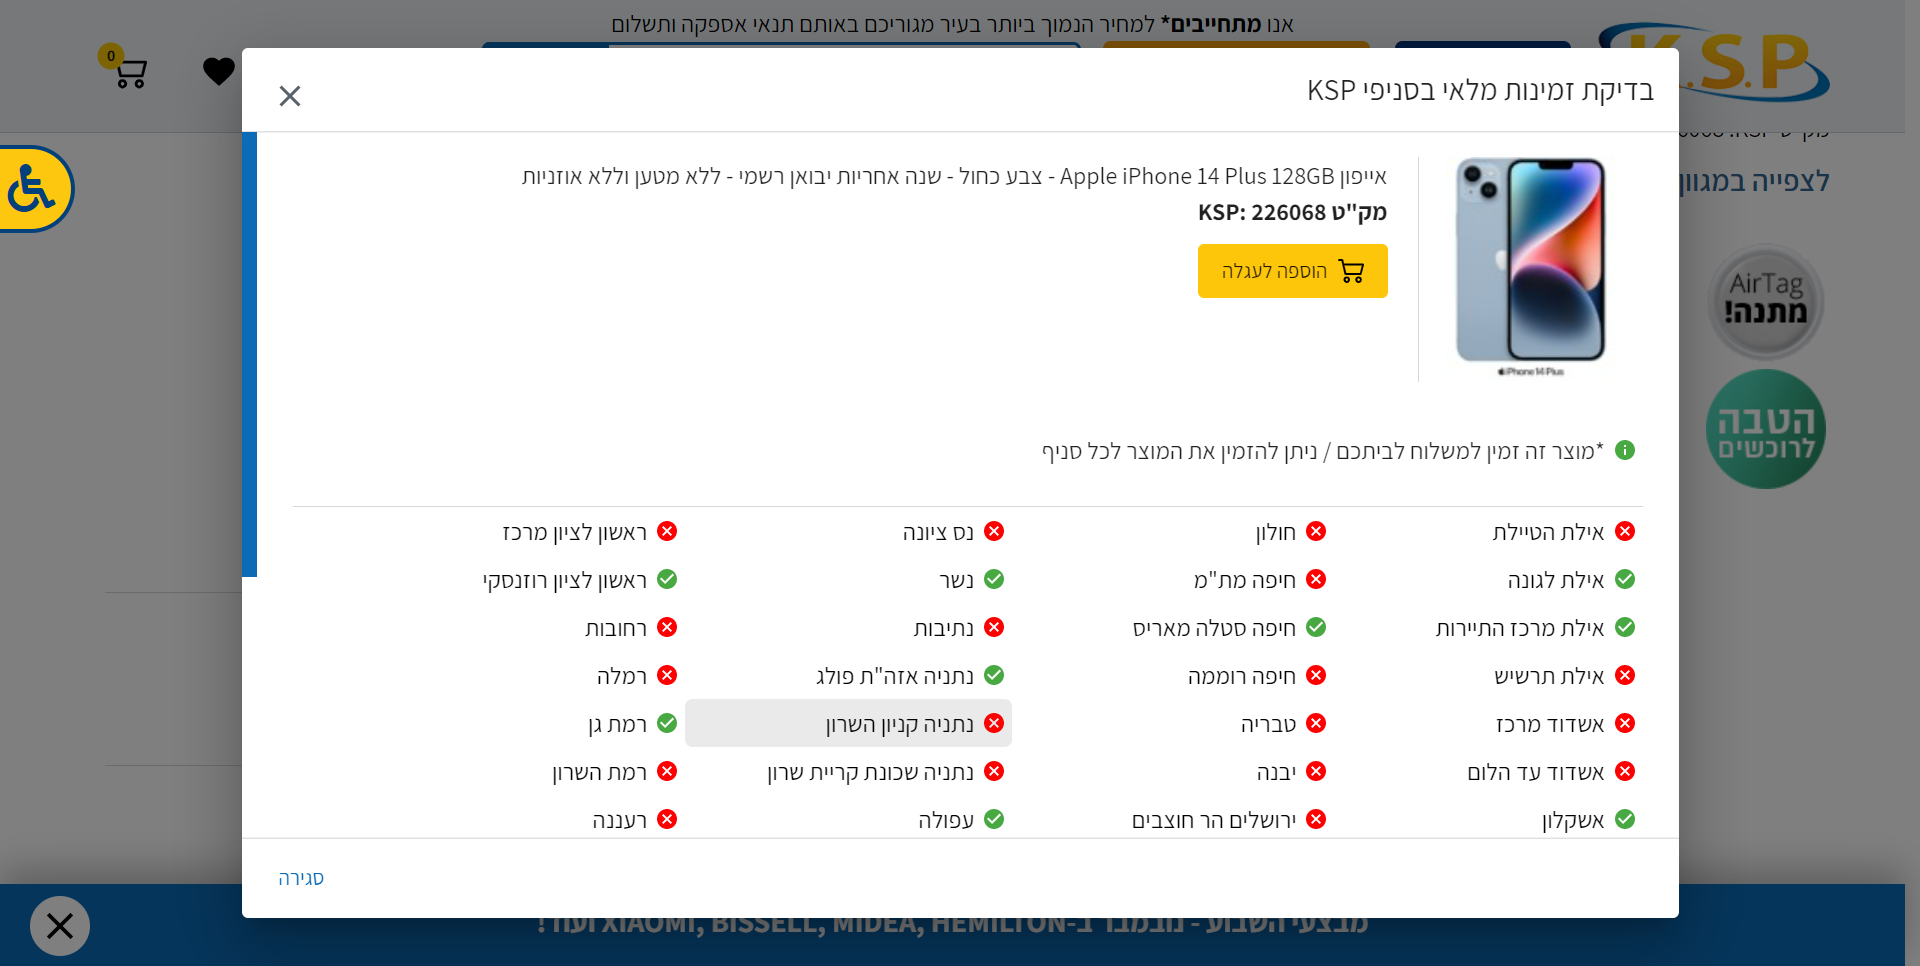 אנו מתחייבים* למחיר הנמוך ביותר בעיר מגוריכם באותם תנאי אספקה ותשלום
K.S.P
0
בדיקת זמינות מלאי בסניפי KSP
לצפייה במגוון
אייפון Apple iPhone 14 Plus 128GB - צבע כחול - שנה אחריות יבואן רשמי - ללא מטען וללא אוזניות
מק"ט KSP: 226068
הוספה לעגלה
iPhone 14 Plus
AirTag
מתנה!
הטבה
לרוכשים
*מוצר זה זמין למשלוח לביתכם / ניתן להזמין את המוצר לכל סניף
אילת הטיילת
אילת לגונה
אילת מרכז התיירות
אילת תרשיש
אשדוד מרכז
אשדוד עד הלום
אשקלון
חולון
חיפה מת"מ
חיפה סטלה מאריס
חיפה רוממה
טבריה
יבנה
ירושלים הר חוצבים
נס ציונה
נשר
נתיבות
נתניה אזה"ת פולג
נתניה קניון השרון
נתניה שכונת קריית שרון
עפולה
ראשון לציון מרכז
ראשון לציון רוזנסקי
רחובות
רמלה
רמת גן
רמת השרון
רעננה
סגירה
מבצעי השבוע - נובמבר ב-XIAOMI, BISSELL, MIDEA, HEMILTON ועוד!